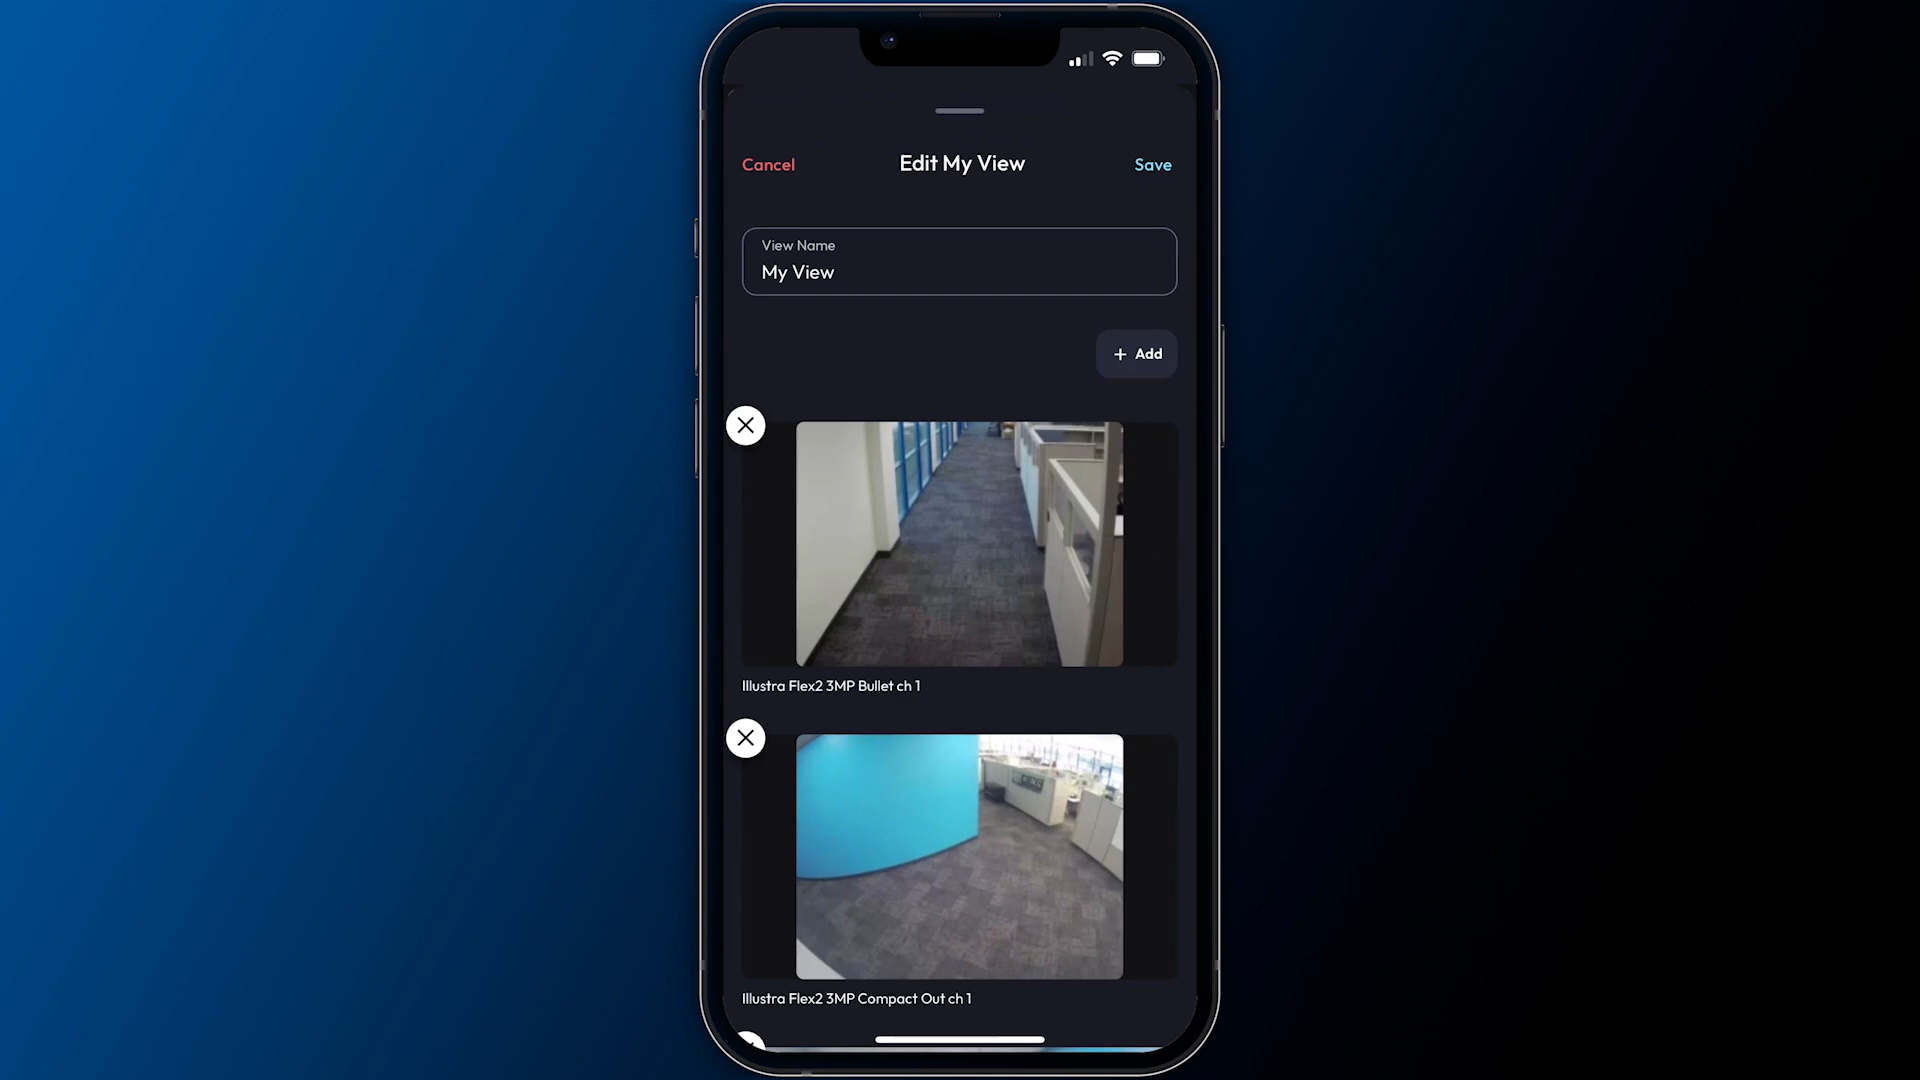 Cancel
Edit My View
Save
View Name
My View
+ Add
Illustra Flex2 3MP Bullet ch 1
Illustra Flex2 3MP Compact Out ch 1